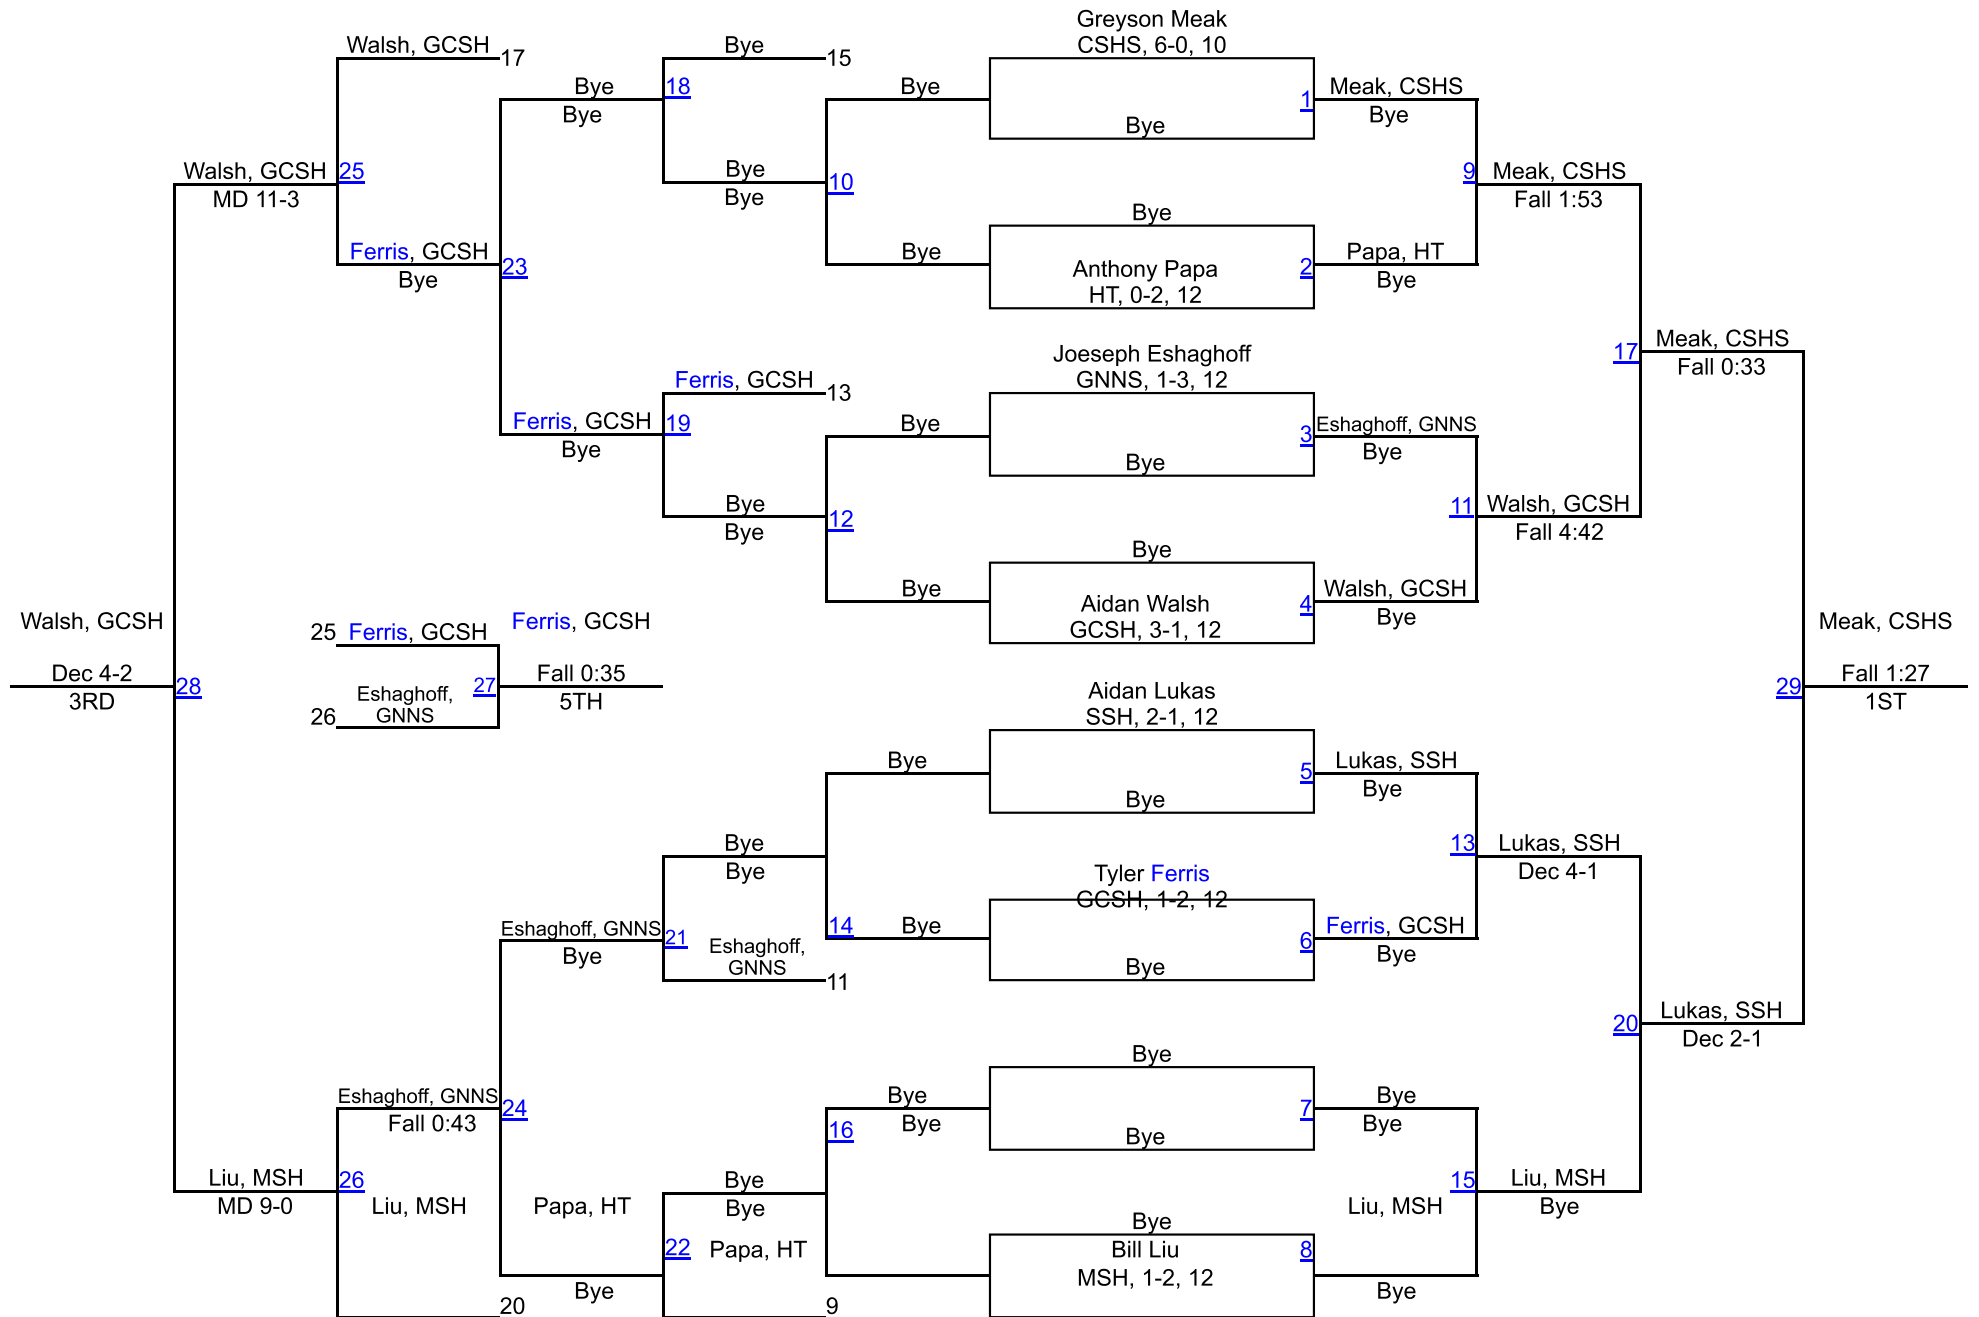 Greyson Meak
Walsh, GCSH
Bye
CSHS, 6-0, 10
17
15
Bye
18
Bye
Meak, CSHS
Bye
1
Bye
Bye
Walsh, GCSH
25
Bye
10
9
Meak, CSHS
MD 11-3
Bye
Fall 1:53
Bye
Ferris, GCSH
23
Bye
Papa, HT
Bye
Anthony Papa
2
Bye
HT, 0-2, 12
Meak, CSHS
17
Fall 0:33
Joeseph Eshaghoff
Ferris, GCSH
13
GNNS, 1-3, 12
Ferris, GCSH
19
Bye
Eshaghoff, GNNS
Bye
3
Bye
Bye
Bye
12
11
Walsh, GCSH
Bye
Fall 4:42
Bye
Bye
Walsh, GCSH
Aidan Walsh
4
Bye
GCSH, 3-1, 12
Walsh, GCSH
25
Ferris, GCSH
Ferris, GCSH
Meak, CSHS
Dec 4-2
28
Eshaghoff,
27
Fall 0:35
29
Fall 1:27
3RD
26
GNNS
5TH
1ST
Aidan Lukas
SSH, 2-1, 12
Bye
Lukas, SSH
5
Bye
Bye
Bye
13
Lukas, SSH
Bye
Dec 4-1
Tyler Ferris
GCSH, 1-2, 12
Eshaghoff, GNNS
21
Eshaghoff,
14
Bye
Ferris, GCSH
Bye
GNNS
6
Bye
11
Bye
20
Lukas, SSH
Dec 2-1
Bye
Eshaghoff, GNNS
24
Bye
7
Bye
Fall 0:43
16
Bye
Bye
Bye
Liu, MSH
26
Bye
15
Liu, MSH
MD 9-0
Liu, MSH
Papa, HT
Bye
Liu, MSH
Bye
Bye
22
Papa, HT
Bill Liu
8
MSH, 1-2, 12
Bye
Bye
20
9